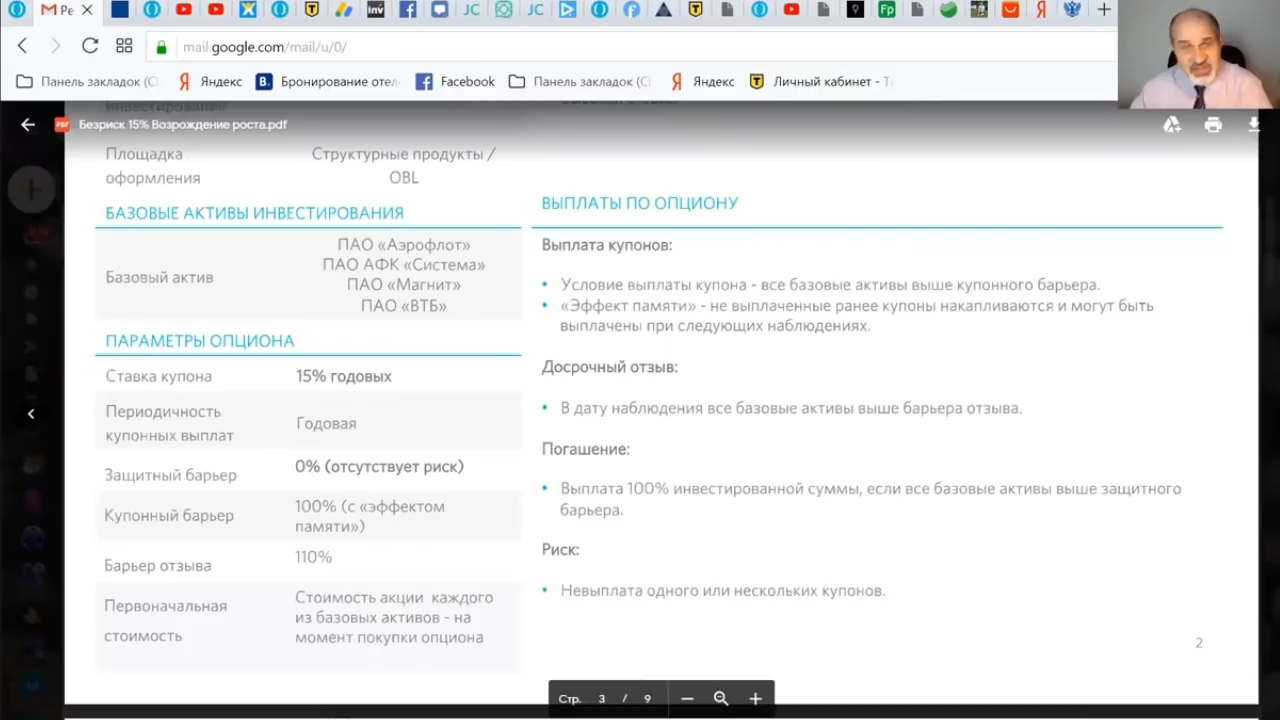 M Ре
Inv
JC
JC
Fp
Я
mail.google.com/mail/u/0/
Панель закладок (С
Я Яндекс
B. Бронирование отел
Facebook
Панель закладок (С
Я Яндекс
Личный кабинет - Т
инвестирования
PDF Безриск 15% Возрождение роста.pdf
Площадка
оформления
Структурные продукты /
OBL
БАЗОВЫЕ АКТИВЫ ИНВЕСТИРОВАНИЯ
Базовый актив
ПАО «Аэрофлот»
ПАО АФК «Система»
ПАО «Магнит»
ПАО «ВТБ»
ПАРАМЕТРЫ ОПЦИОНА
Ставка купона
15% годовых
Периодичность
купонных выплат
Годовая
Защитный барьер
0% (отсутствует риск)
Купонный барьер
100% (с «эффектом
памяти»)
Барьер отзыва
110%
Первоначальная
стоимость
Стоимость акции каждого
из базовых активов - на
момент покупки опциона
ВЫПЛАТЫ ПО ОПЦИОНУ
Выплата купонов:
• Условие выплаты купона - все базовые активы выше купонного барьера.
• «Эффект памяти» - не выплаченные ранее купоны накапливаются и могут быть
выплачены при следующих наблюдениях.
Досрочный отзыв:
• В дату наблюдения все базовые активы выше барьера отзыва.
Погашение:
• Выплата 100% инвестированной суммы, если все базовые активы выше защитного
барьера.
Риск:
• Невыплата одного или нескольких купонов.
2
Стр. 3 / 9